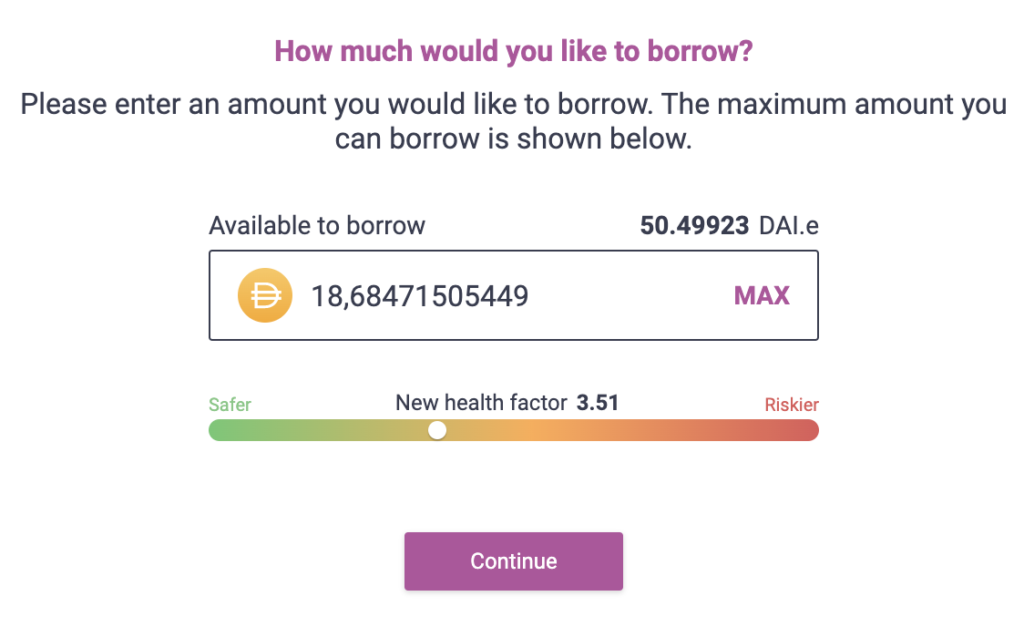 How much would you like to borrow?
Please enter an amount you would like to borrow. The maximum amount you
can borrow is shown below.
Available to borrow 50.49923 DAI.e
18,68471505449 MAX
Safer New health factor 3.51 Riskier
Continue